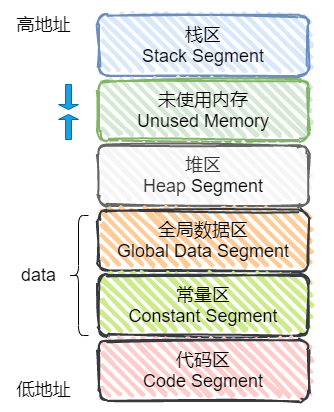 高地址
栈区
Stack Segment
未使用内存
Unused Memory
堆区
Heap Segment
全局数据区
Global Data Segment
data
常量区
Constant Segment
代码区
Code Segment
低地址